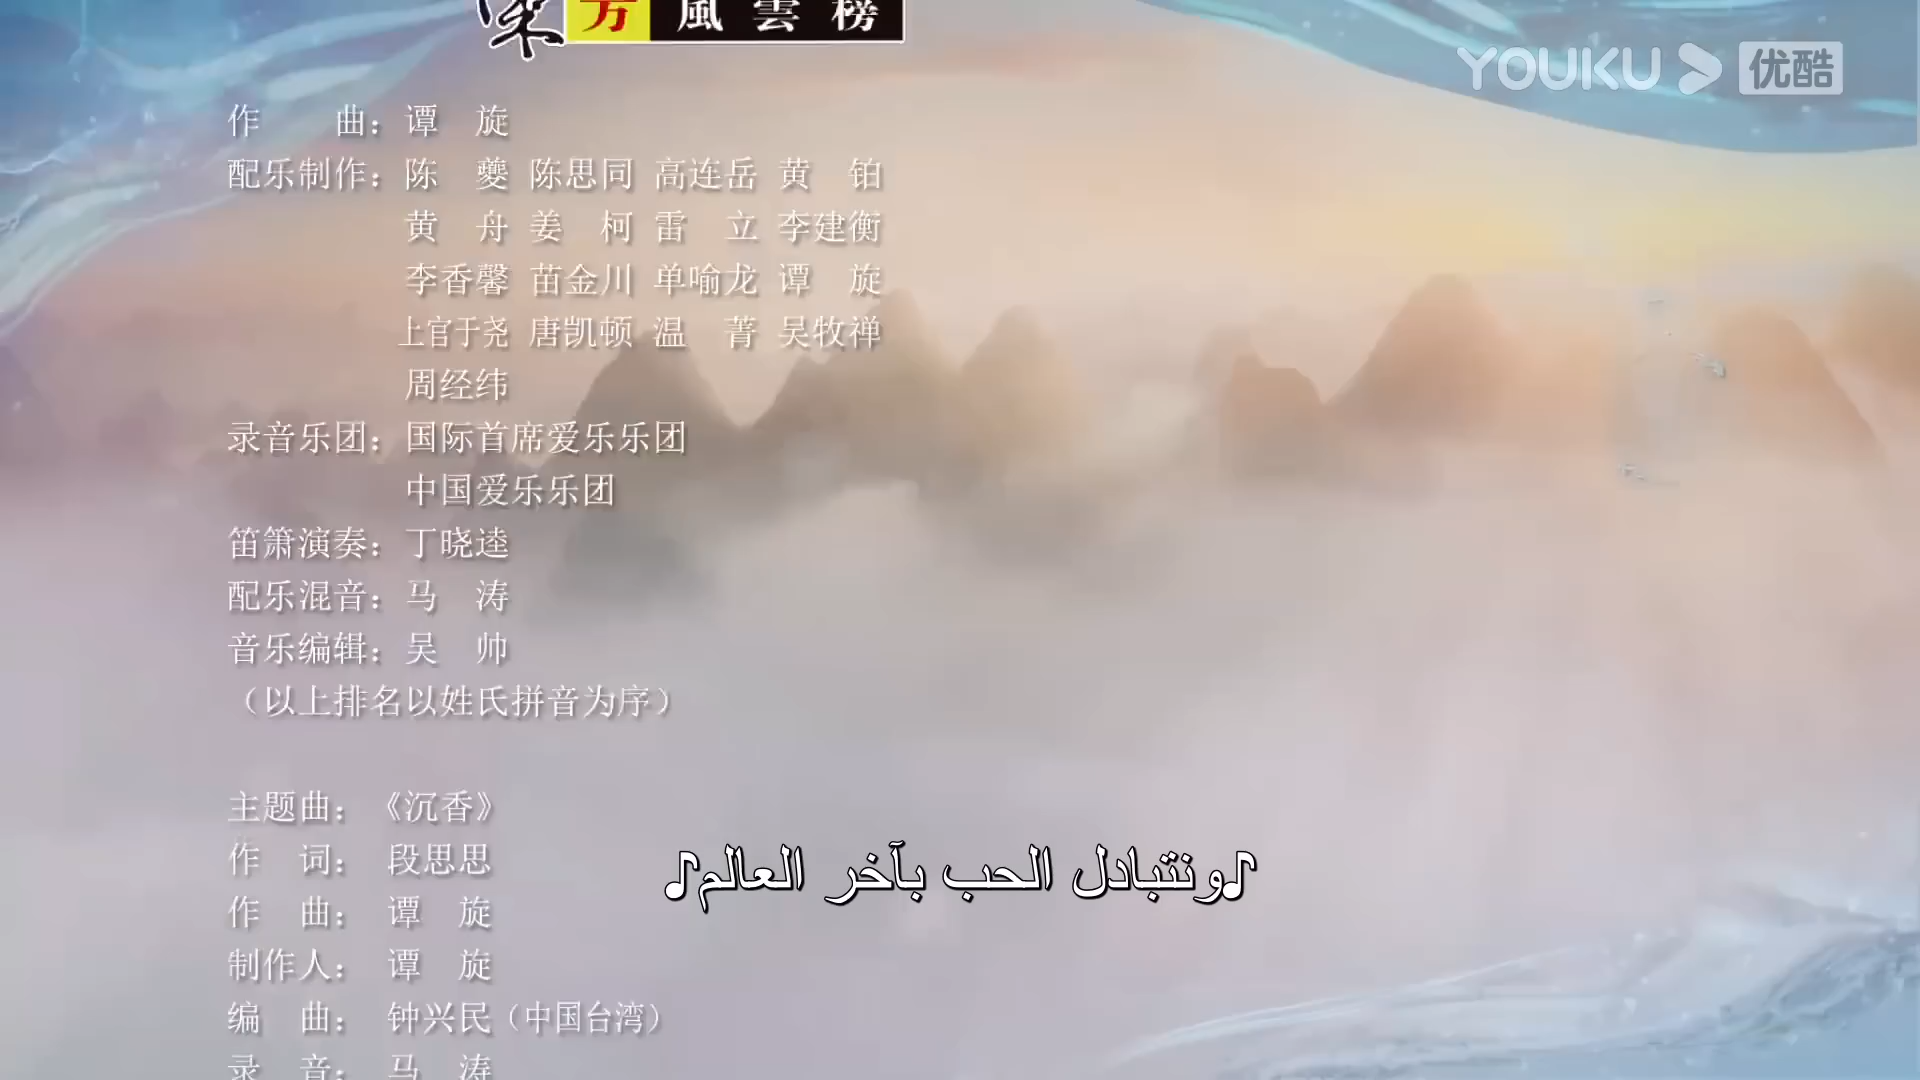 東方風雲榜
YOUKU 优酷
作 曲：谭 旋
配乐制作：陈 夔 陈思同 高连岳 黄 铂
黄 舟 姜 柯 雷 立 李建衡
李香馨 苗金川 单喻龙 谭 旋
上官于尧 唐凯顿 温 菁 吴牧禅
周经纬
录音乐团：国际首席爱乐乐团
中国爱乐乐团
笛箫演奏：丁晓逵
配乐混音：马 涛
音乐编辑：吴 帅
（以上排名以姓氏拼音为序）
主题曲：《沉香》
作 词： 段思思
♪ونتبادل الحب بآخر العالم♪
作 曲： 谭 旋
制作人： 谭 旋
编 曲： 钟兴民（中国台湾）
录 音： 马 涛